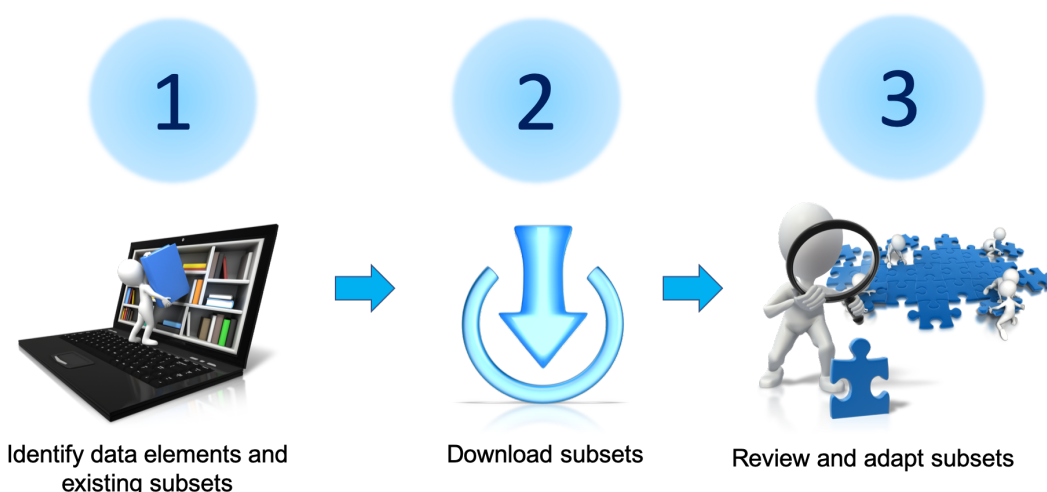 1
2
3
Identify data elements and
existing subsets
Download subsets
Review and adapt subsets